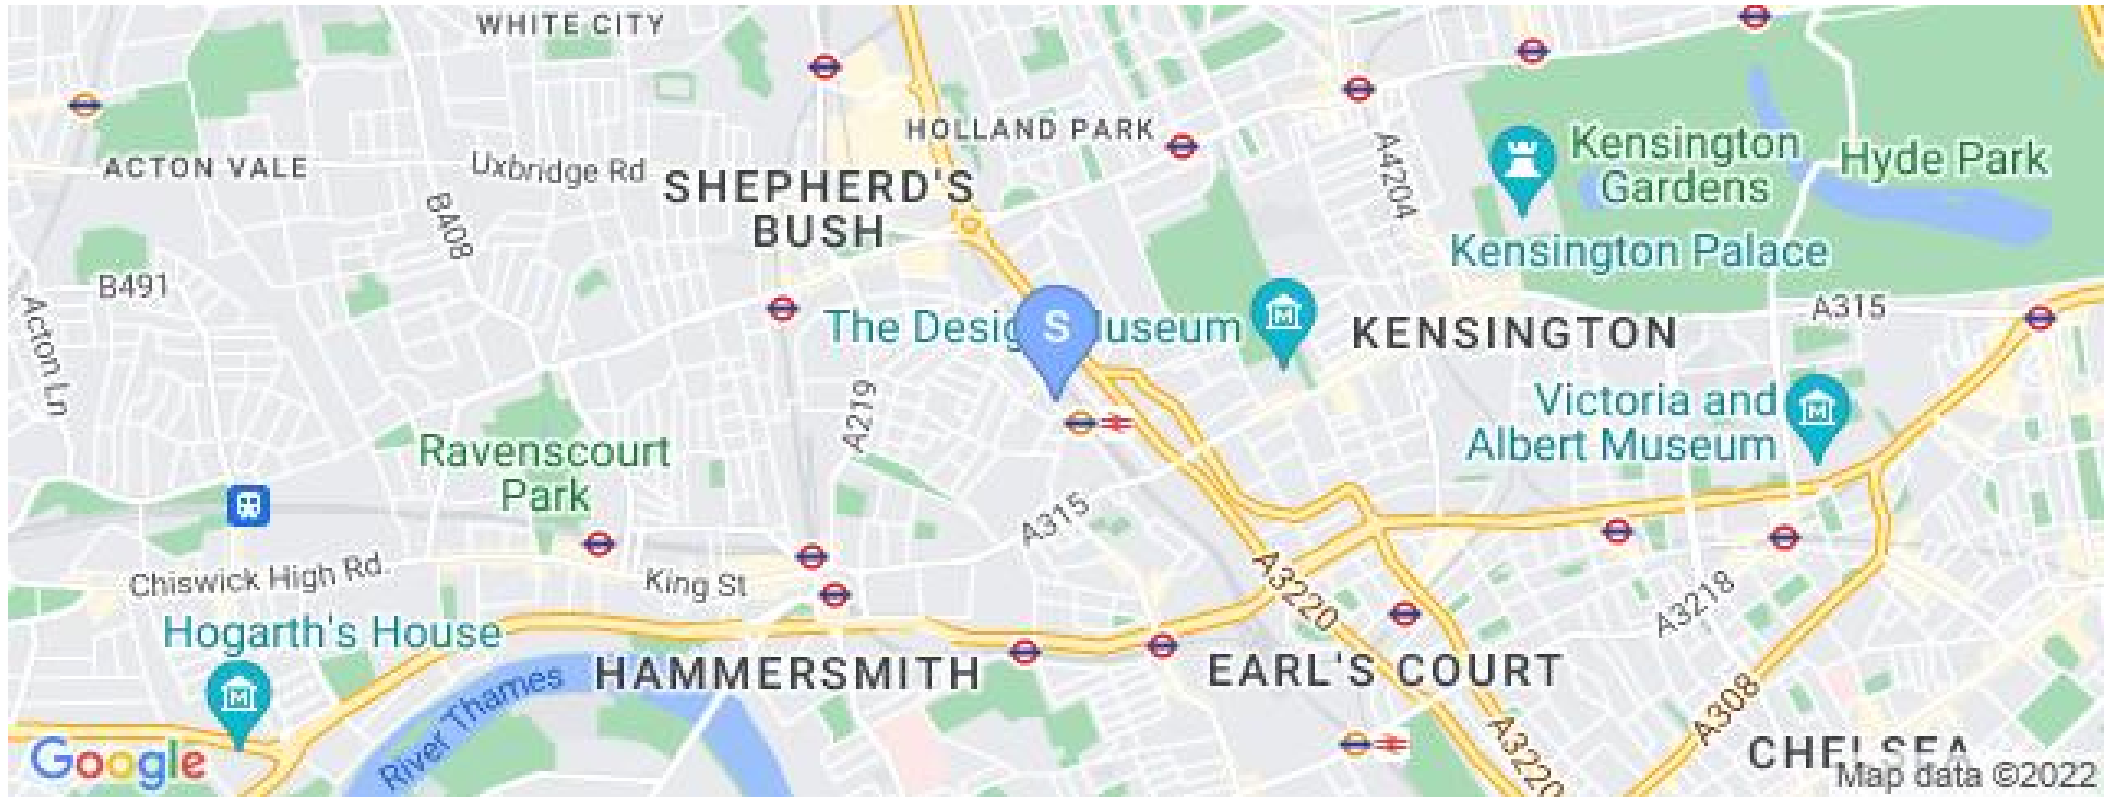 WHITE CITY
HOLLAND PARK
ACTON VALE
Uxbridge Rd
SHEPHERD'S
BUSH
B408
A4204
Kensington
Gardens
Hyde Park
Kensington Palace
B491
Acton Ln
A315
The Desig
useum
S
KENSINGTON
A219
Victoria and
Albert Museum
Ravenscourt
Park
A315
Chiswick High Rd.
King St
A3220
A3218
Hogarth's House
HAMMERSMITH
EARL'S COURT
River Thames
A308
A3220
CHELSEA
Google
Map data ©2022